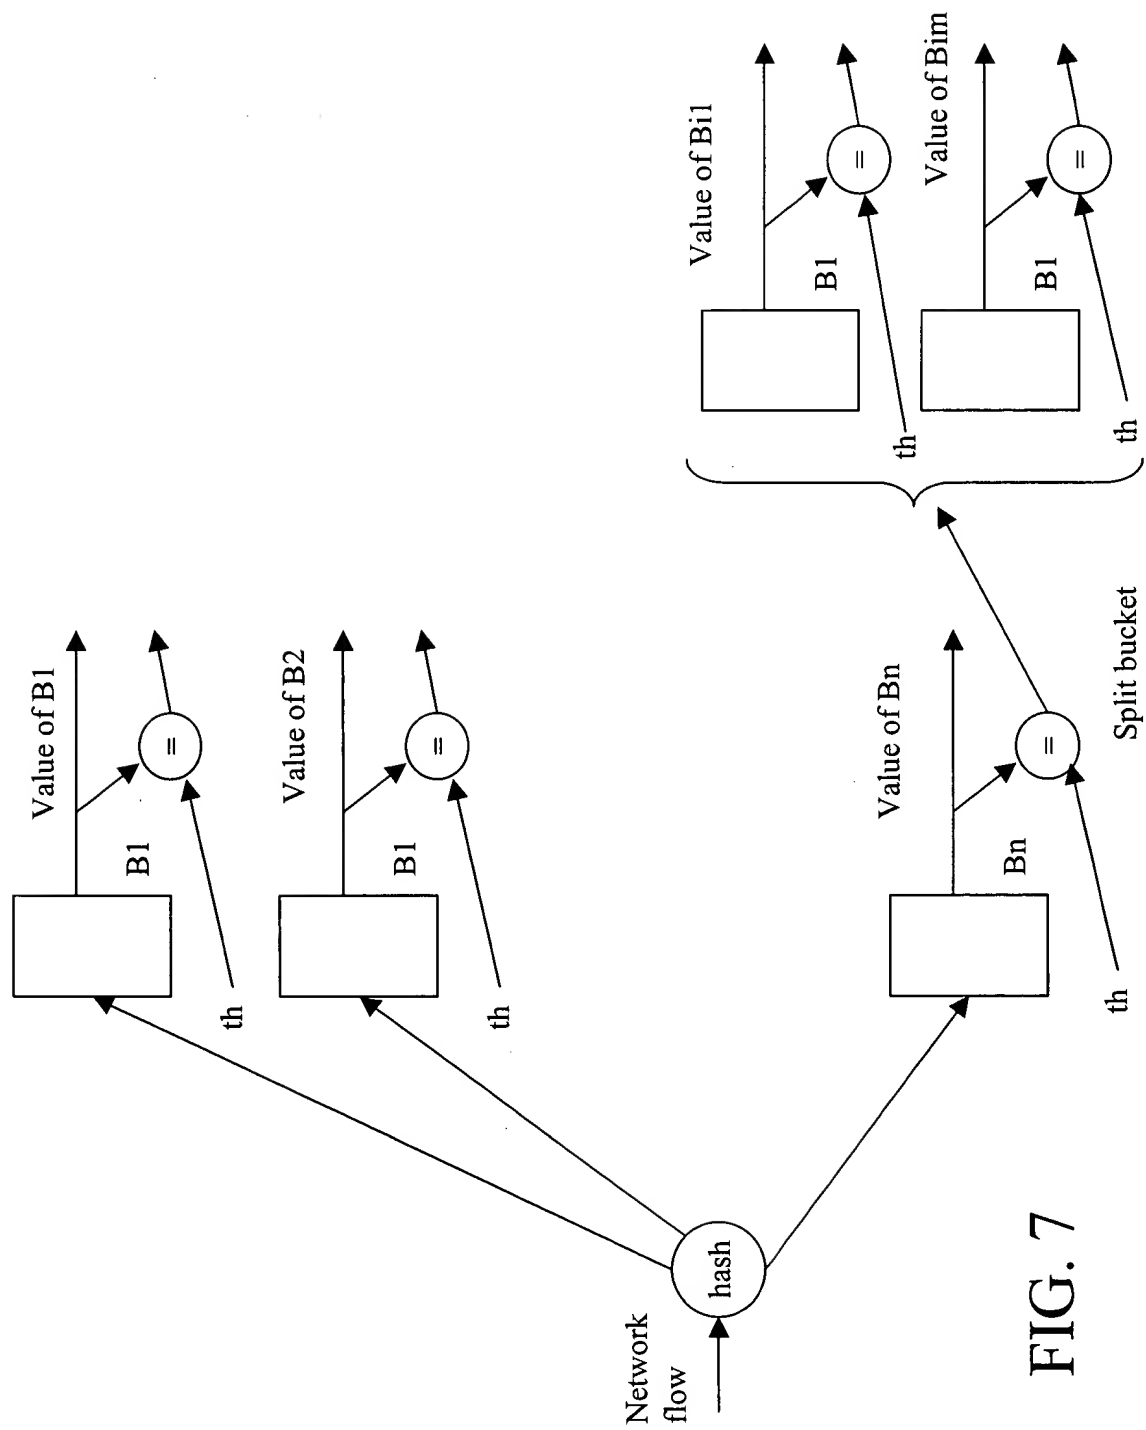 Network
flow
hash
Value of B1
B1
=
th
Value of B2
B1
=
th
Value of Bn
Bn
=
th
Split bucket
Value of Bi1
B1
=
th
Value of Bim
B1
=
th
FIG. 7